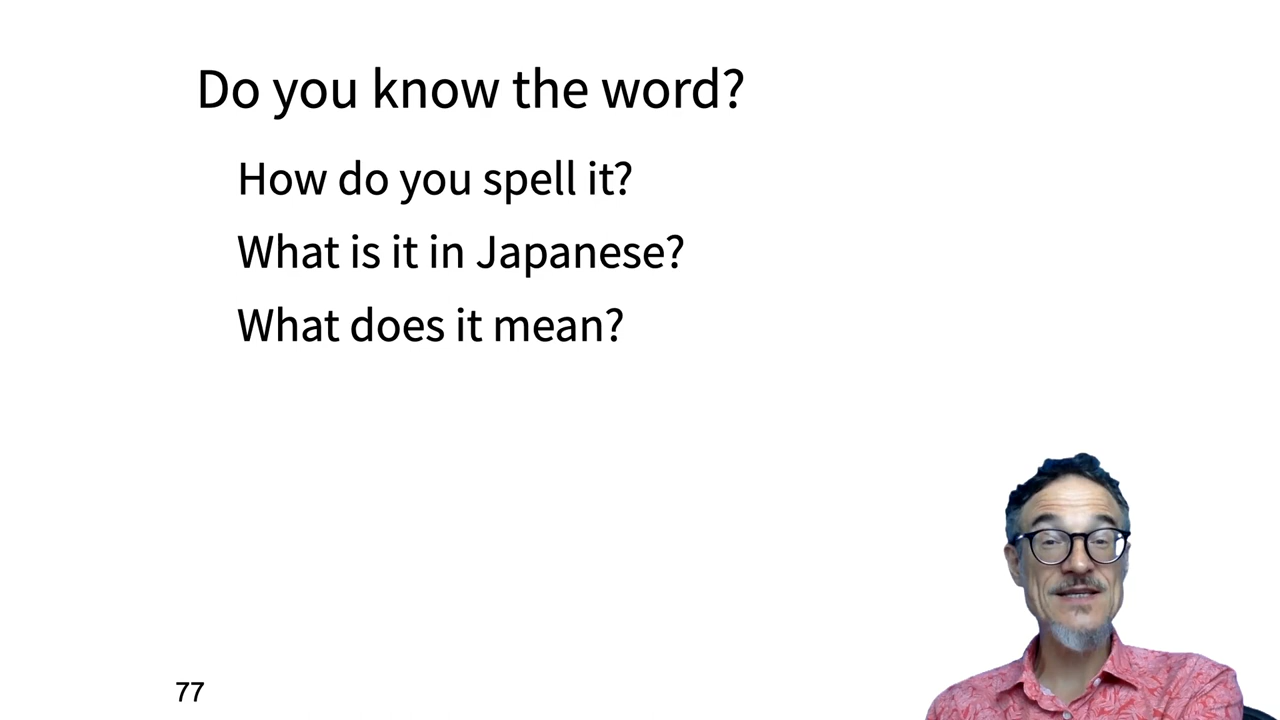 Do you know the word?
How do you spell it?
What is it in Japanese?
What does it mean?
77